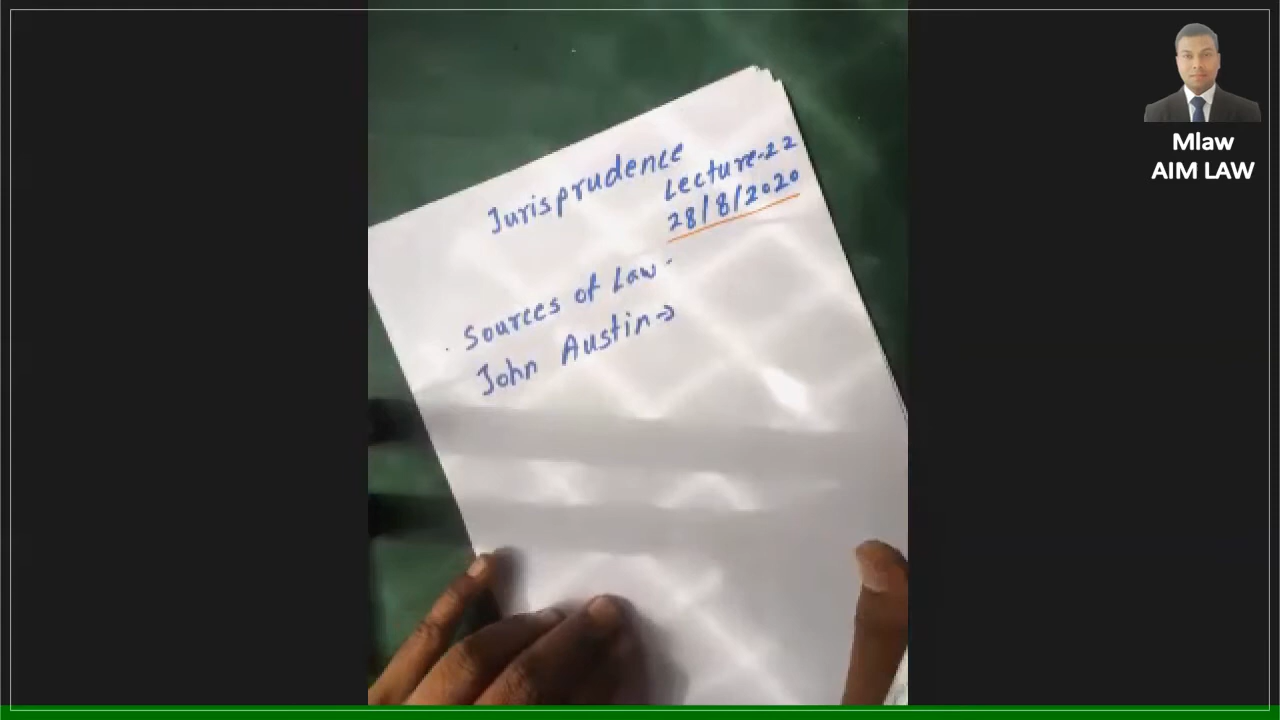 Jurisprudence
Lecture-22
28/8/2020
Sources of Law-
John Austin→
Mlaw
AIM LAW